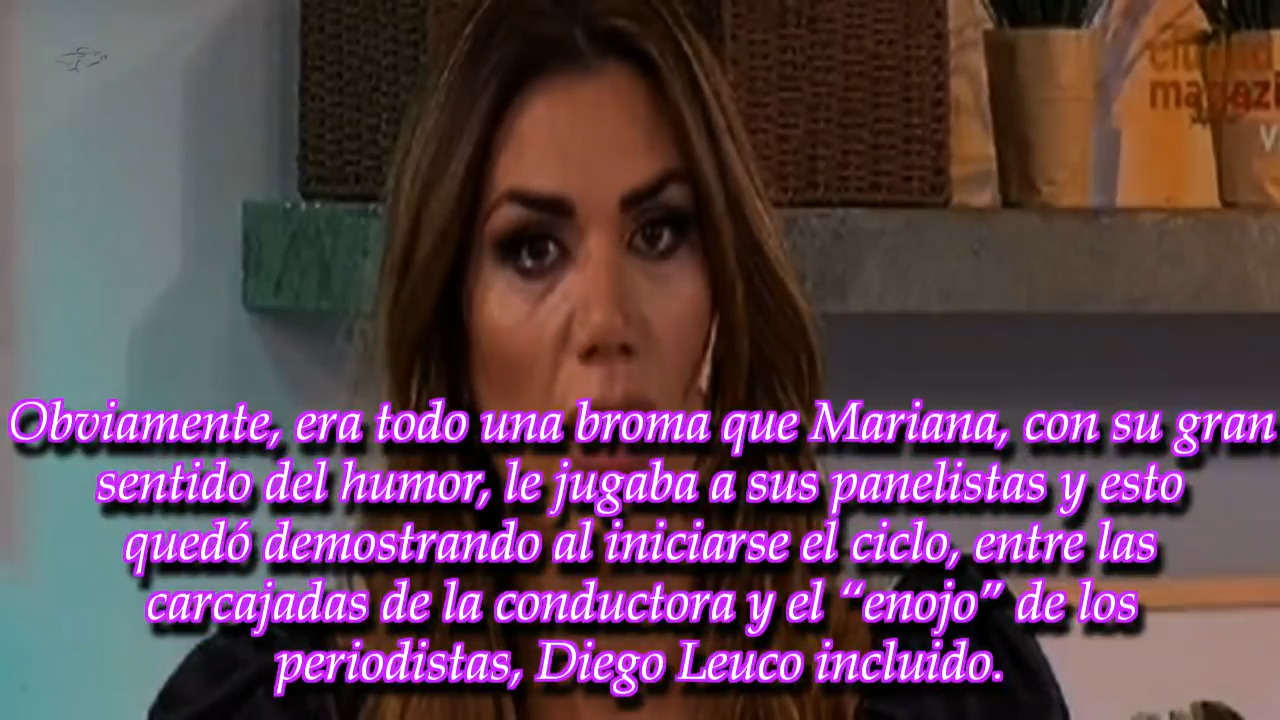 ciudad
magazi
Obviamente, era todo una broma que Mariana, con su gran
sentido del humor, le jugaba a sus panelistas y esto
quedó demostrando al iniciarse el ciclo, entre las
carcajadas de la conductora y el “enojo” de los
periodistas, Diego Leuco incluido.